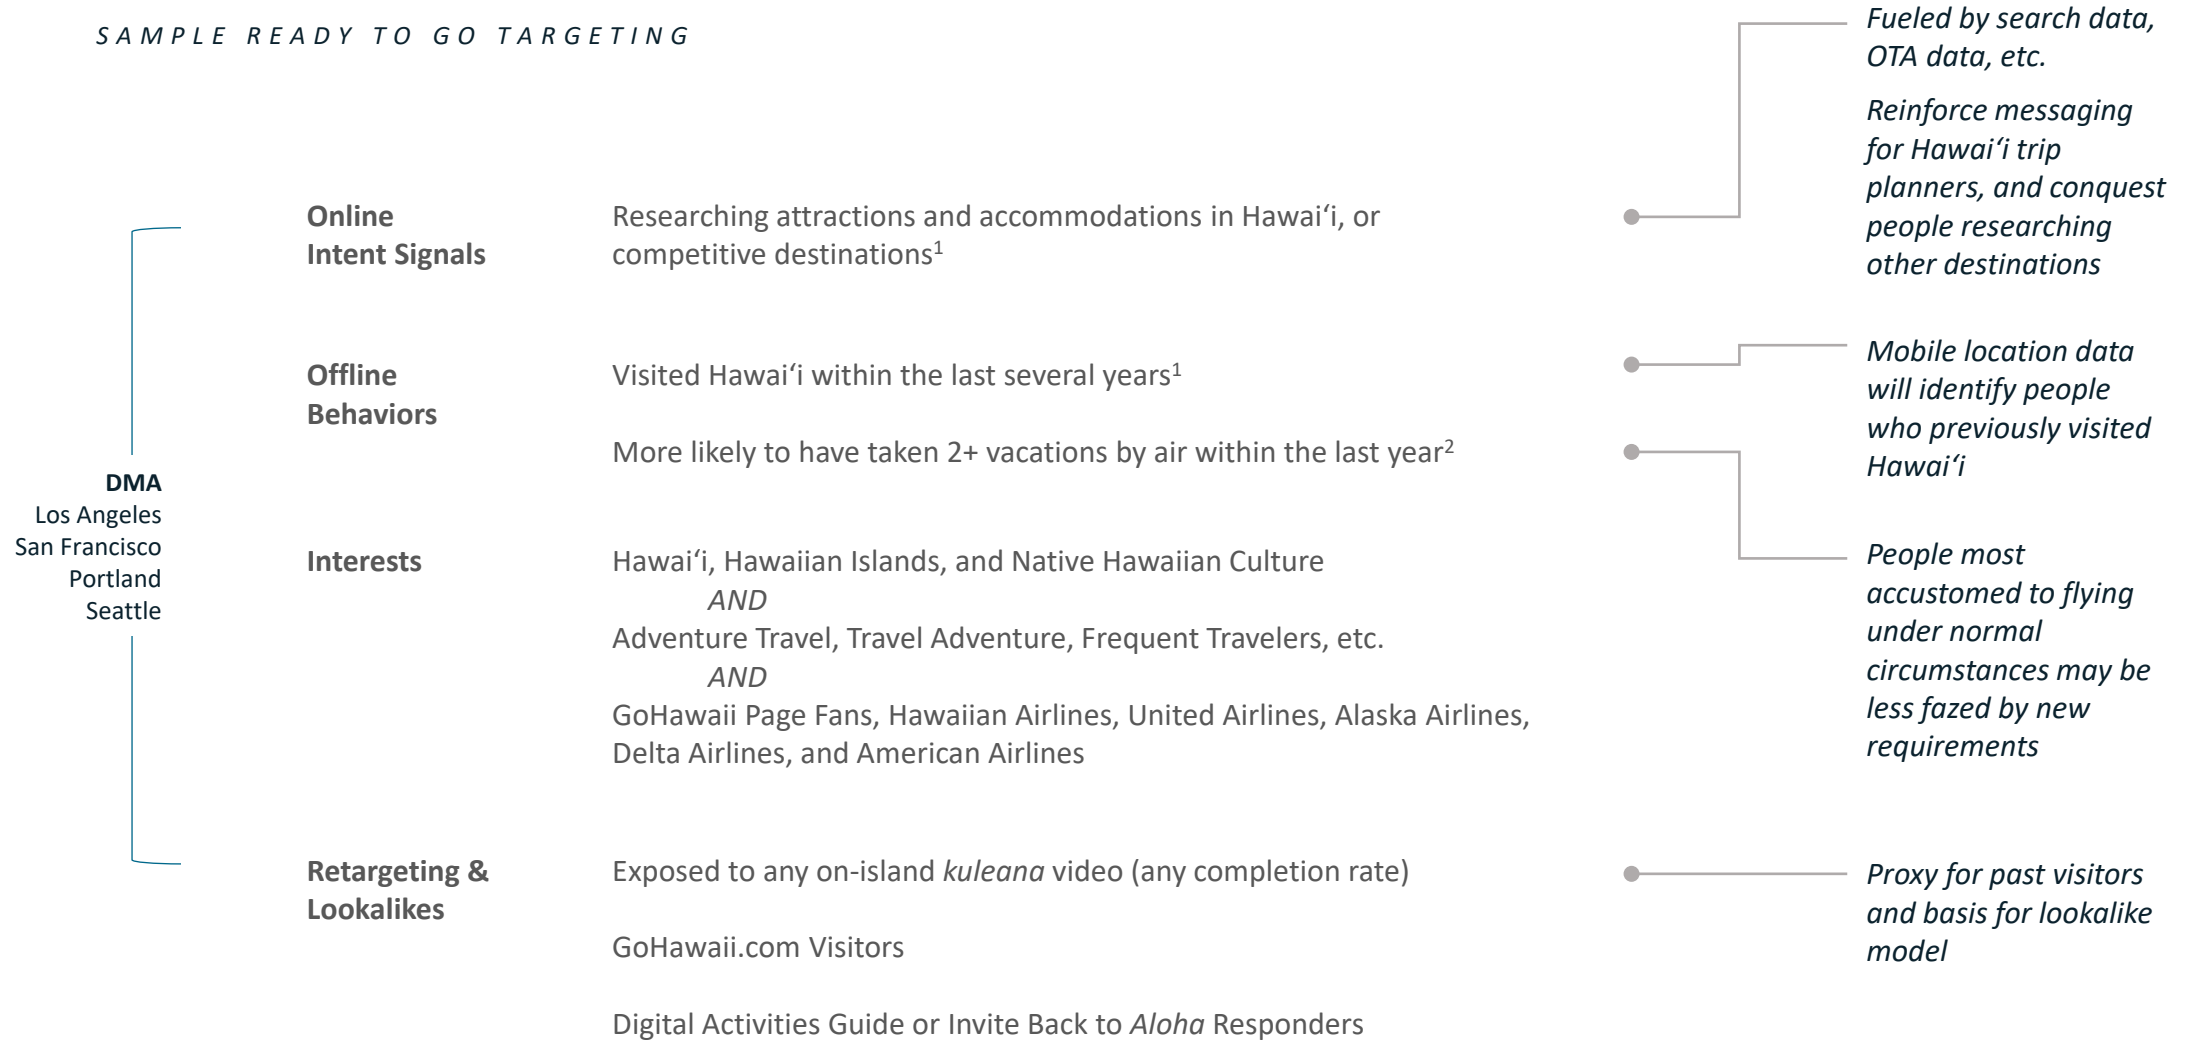 SAMPLE READY TO GO TARGETING
DMA
Los Angeles
San Francisco
Portland
Seattle
Online
Intent Signals
Researching attractions and accommodations in Hawaiʻi, or
competitive destinations¹
Fueled by search data,
OTA data, etc.
Reinforce messaging
for Hawaiʻi trip
planners, and conquest
people researching
other destinations
Offline
Behaviors
Visited Hawaiʻi within the last several years¹
Mobile location data
will identify people
who previously visited
Hawaiʻi
More likely to have taken 2+ vacations by air within the last year²
People most
accustomed to flying
under normal
circumstances may be
less fazed by new
requirements
Interests
Hawaiʻi, Hawaiian Islands, and Native Hawaiian Culture
AND
Adventure Travel, Travel Adventure, Frequent Travelers, etc.
AND
GoHawaii Page Fans, Hawaiian Airlines, United Airlines, Alaska Airlines,
Delta Airlines, and American Airlines
Retargeting &
Lookalikes
Exposed to any on-island kuleana video (any completion rate)
Proxy for past visitors
and basis for lookalike
model
GoHawaii.com Visitors
Digital Activities Guide or Invite Back to Aloha Responders